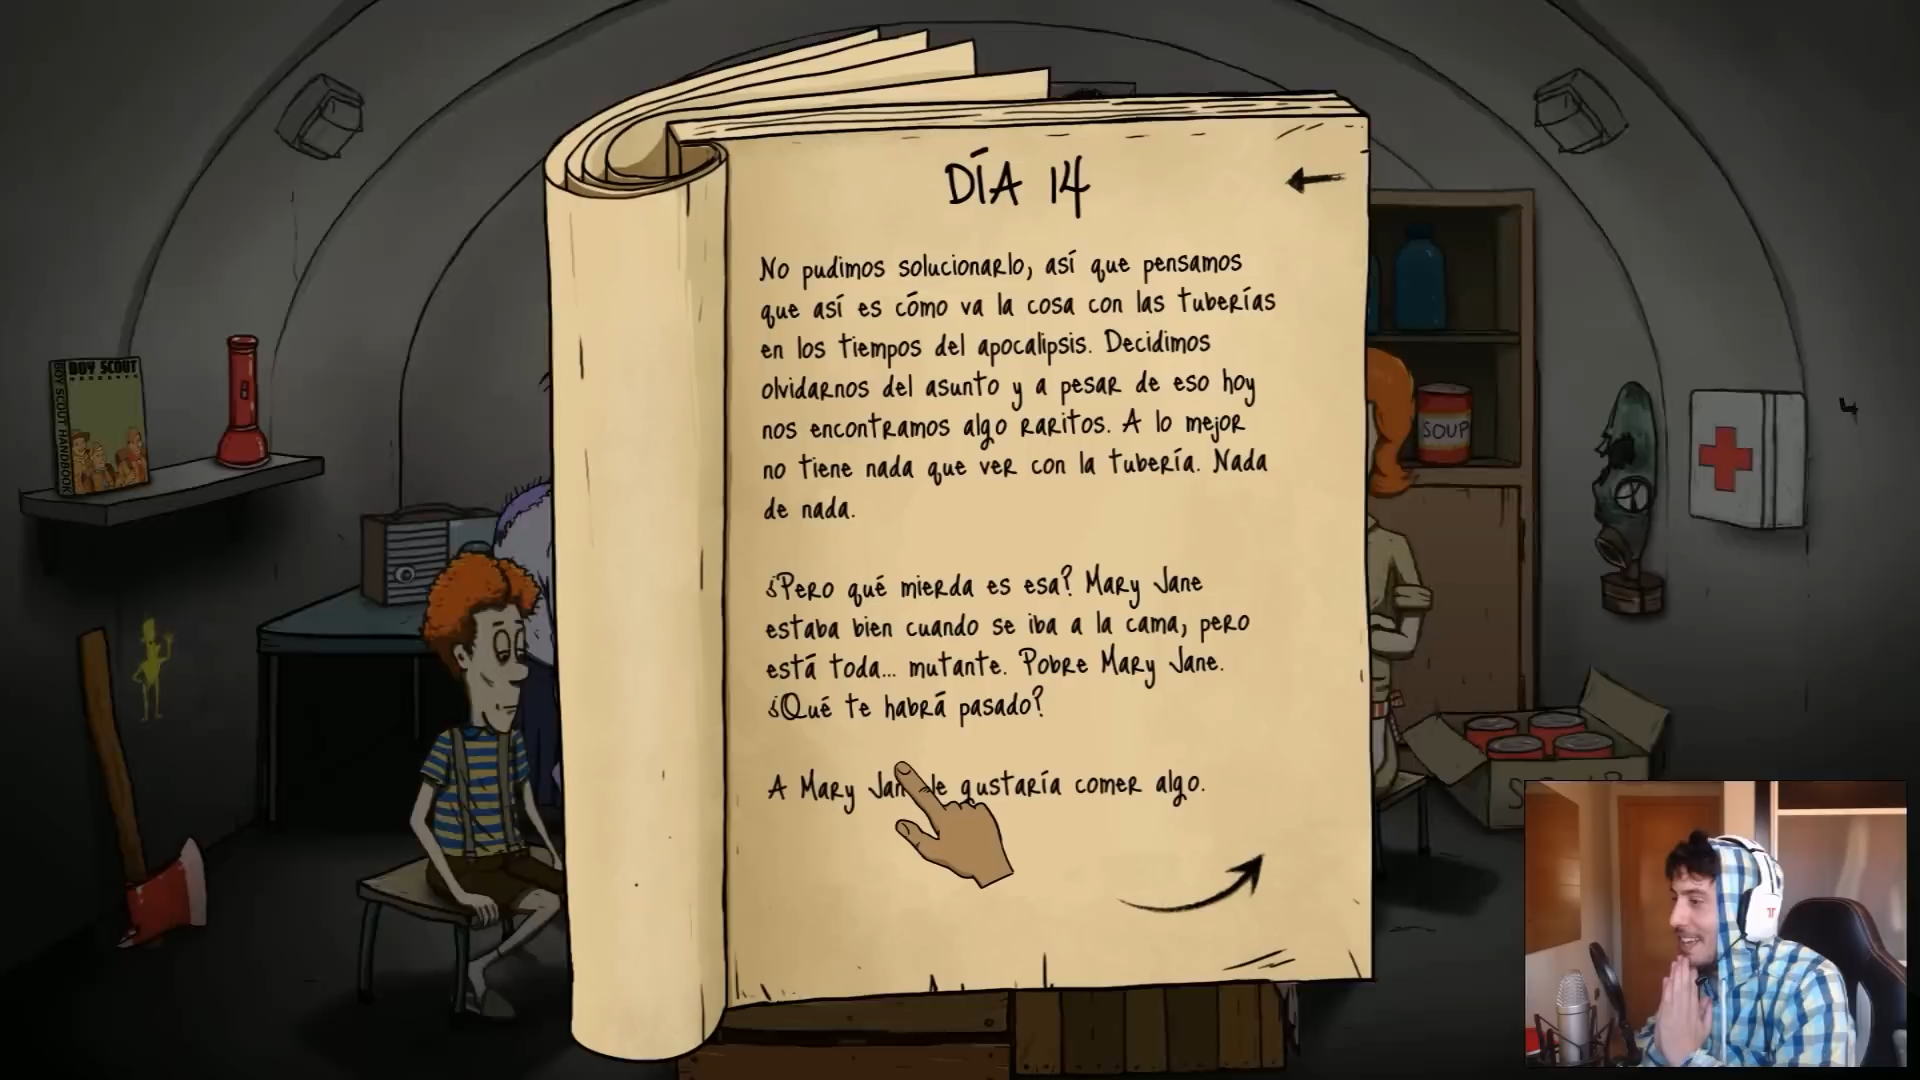 DÍA 14
No pudimos solucionarlo, así que pensamos
que así es cómo va la cosa con las tuberías
en los tiempos del apocalipsis. Decidimos
olvidarnos del asunto y a pesar de eso hoy
nos encontramos algo raritos. A lo mejor
no tiene nada que ver con la tubería. Nada
de nada.
¿Pero qué mierda es esa? Mary Jane
estaba bien cuando se iba a la cama, pero
está toda... mutante. Pobre Mary Jane.
¿Qué te habrá pasado?
A Mary le gustaría comer algo.
BOY SCOUT
BOY SCOUT HANDBOOK
SOUP